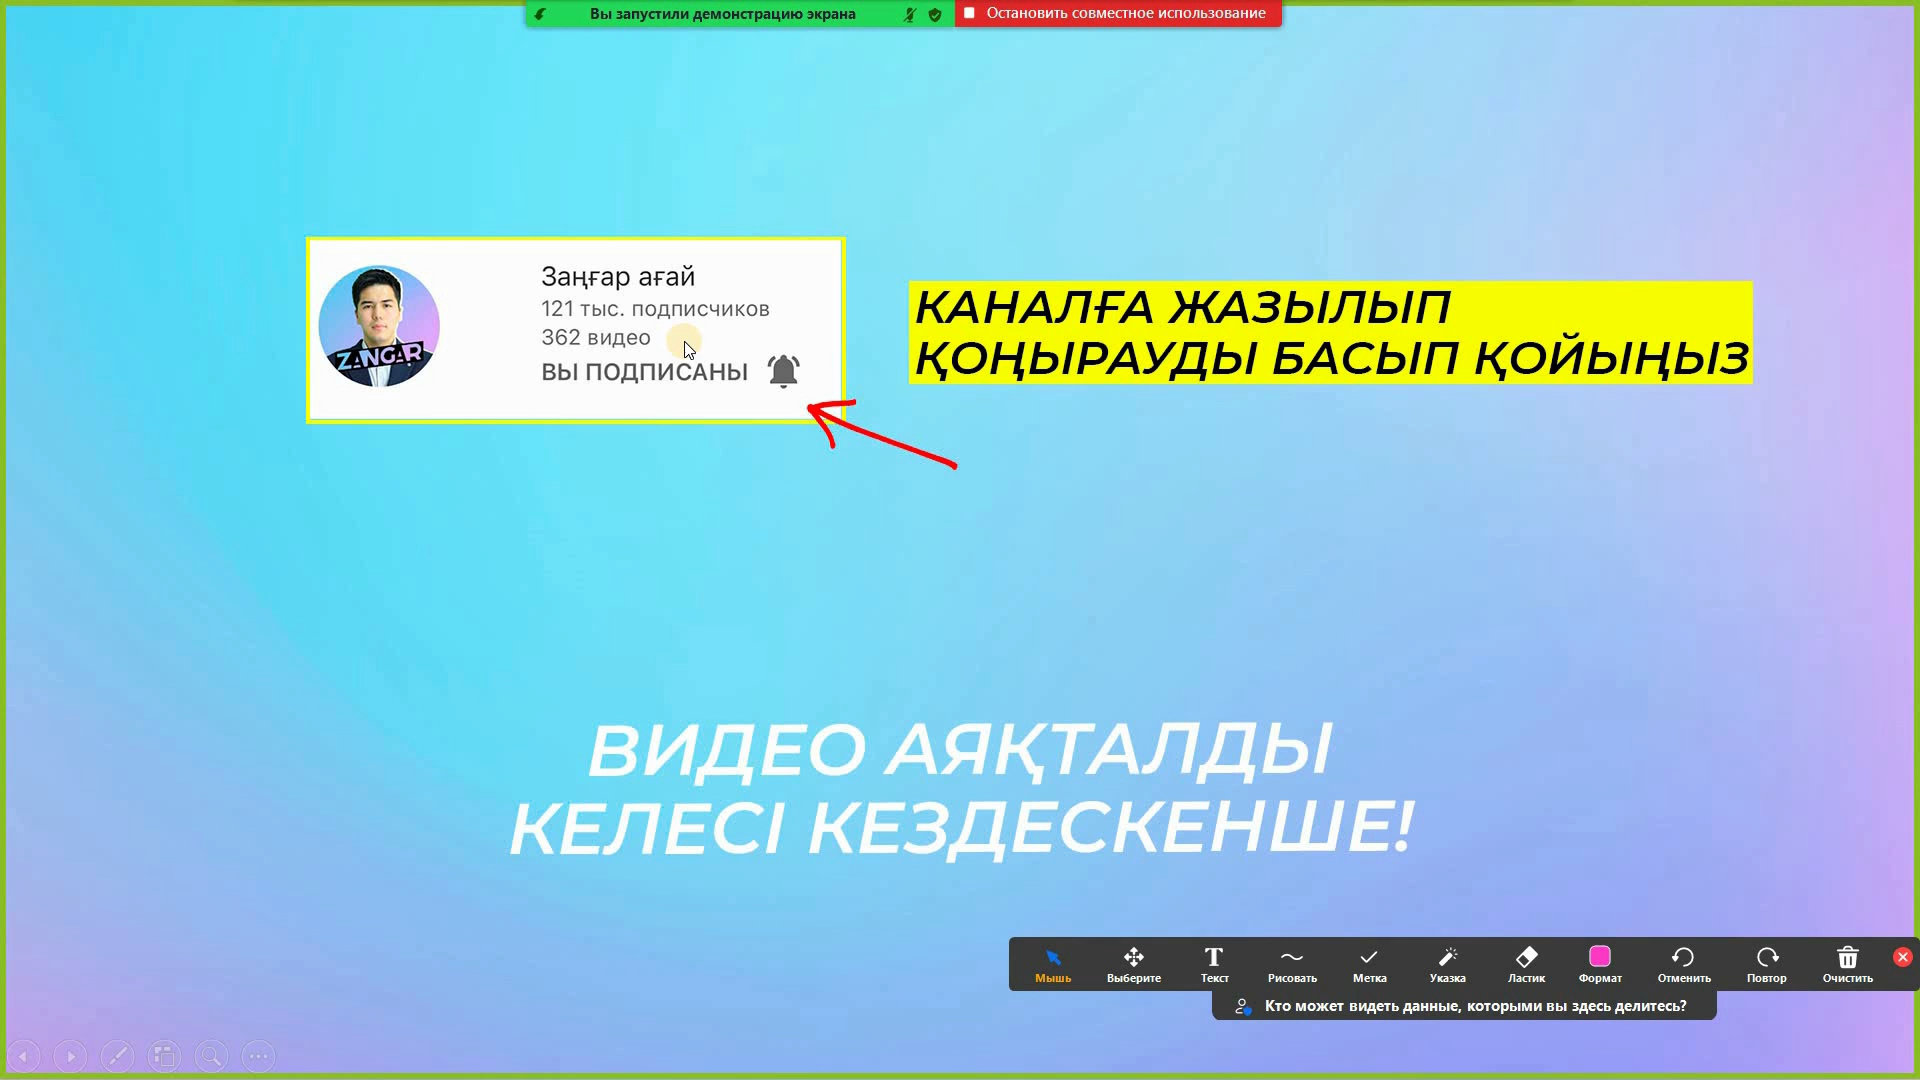 Вы запустили демонстрацию экрана
Остановить совместное использование
Заңғар ағай
121 тыс. подписчиков
362 видео
ВЫ ПОДПИСАНЫ
ZANGAR
КАНАЛҒА ЖАЗЫЛЫП
ҚОҢЫРАУДЫ БАСЫП ҚОЙЫҢЫЗ
ВИДЕО АЯҚТАЛДЫ
КЕЛЕСІ КЕЗДЕСКЕНШЕ!
Мышь Выберите Текст Рисовать Метка Указка Ластик Формат Отменить Повтор Очистить
Кто может видеть данные, которыми вы здесь делитесь?